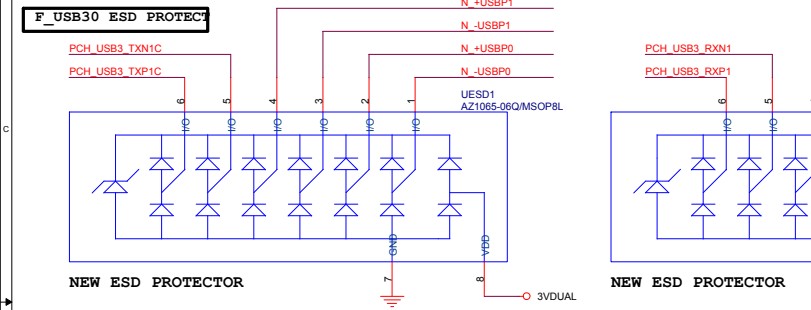 N_+USBP1
F_USB30 ESD PROTECT
N_-USBP1
PCH_USB3_TXN1C
N_+USBP0
PCH_USB3_RXN1
PCH_USB3_TXP1C
N_-USBP0
PCH_USB3_RXP1
UESD1
AZ1065-06Q/MSOP8L
6 5 4 3 2 1 6 5
I/O I/O I/O I/O I/O I/O I/O I/O
C
GND VDD
NEW ESD PROTECTOR
7 8
NEW ESD PROTECTOR
3VDUAL